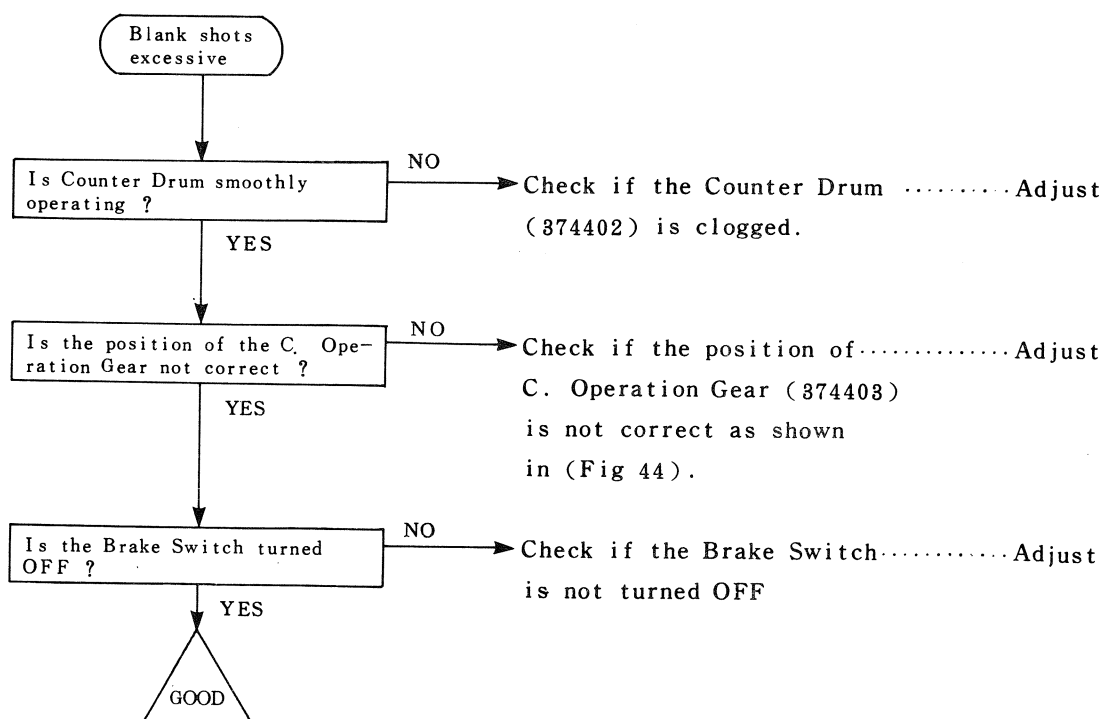 Blank shots
excessive
Is Counter Drum smoothly
operating ?
NO
Check if the Counter Drum ·········· Adjust
(374402) is clogged.
YES
Is the position of the C. Ope-
ration Gear not correct ?
NO
Check if the position of ·············· Adjust
C. Operation Gear (374403)
is not correct as shown
in (Fig 44).
YES
Is the Brake Switch turned
OFF ?
NO
Check if the Brake Switch ············ Adjust
is not turned OFF
YES
GOOD